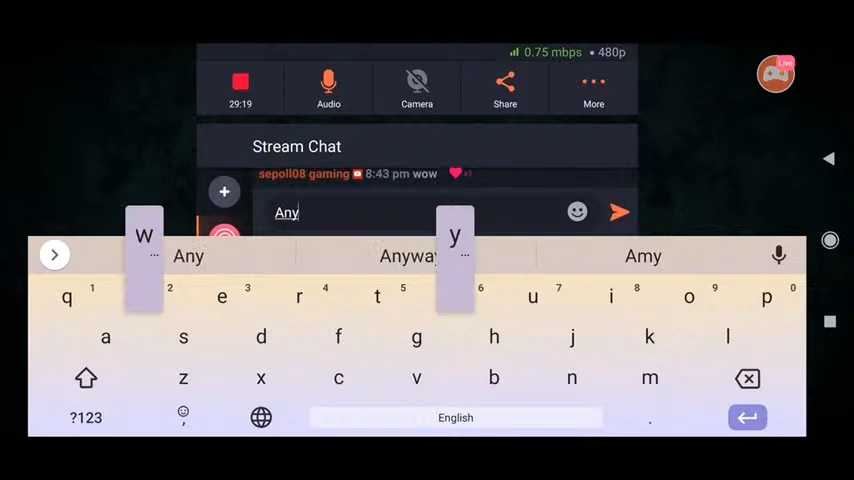 0.75 mbps • 480p
Live
29:19 Audio Camera Share More
Stream Chat
sepoll08 gaming 8:43 pm wow x1
+
Any
w y
Any Anyway Amy
q 1 2 e 3 r 4 t 5 6 u 7 i 8 o 9 p 0
a s d f g h j k l
z x c v b n m
?123 , English .